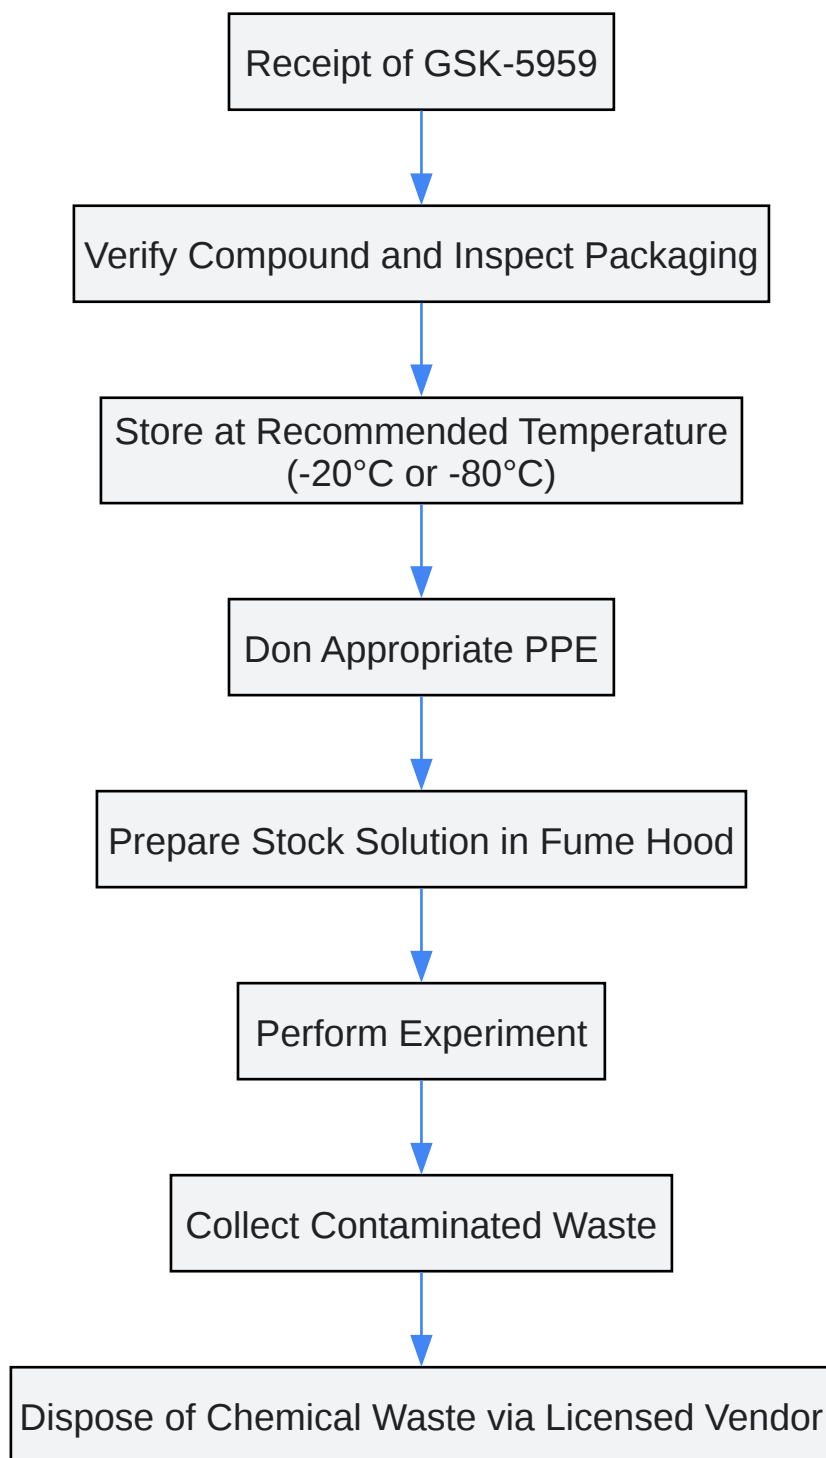 Receipt of GSK-5959
Verify Compound and Inspect Packaging
Store at Recommended Temperature
(-20°C or -80°C)
Don Appropriate PPE
Prepare Stock Solution in Fume Hood
Perform Experiment
Collect Contaminated Waste
Dispose of Chemical Waste via Licensed Vendor